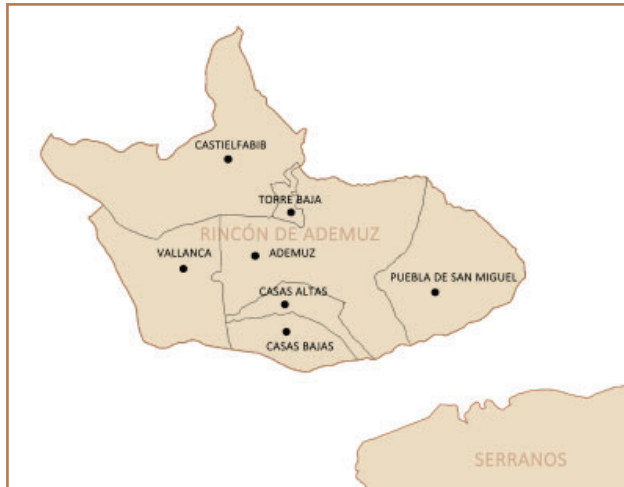 CASTIELFABIB
TORRE BAJA
RINCÓN DE ADEMUZ
VALLANCA
ADEMUZ
PUEBLA DE SAN MIGUEL
CASAS ALTAS
CASAS BAJAS
SERRANOS